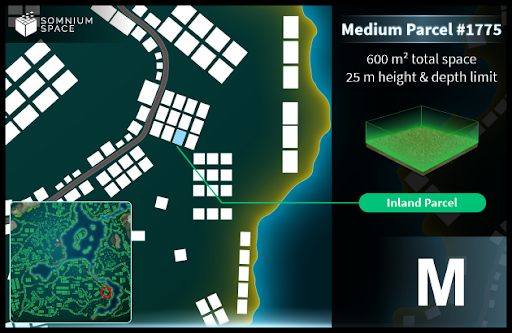 SOMNIUM
SPACE
Medium Parcel #1775
600 m² total space
25 m height & depth limit
Inland Parcel
M